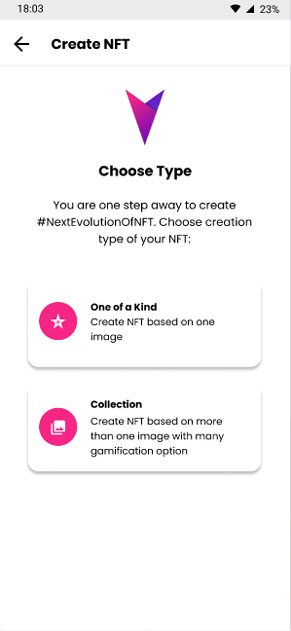 18:03
23%
Create NFT
Choose Type
You are one step away to create
#NextEvolutionOfNFT. Choose creation
type of your NFT:
One of a Kind
Create NFT based on one
image
Collection
Create NFT based on more
than one image with many
gamification option